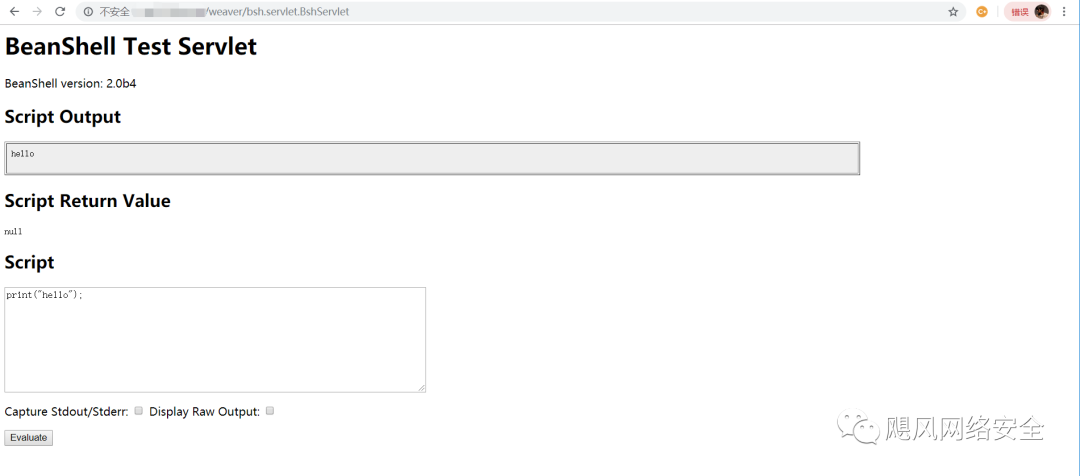 不安全 /weaver/bsh.servlet.BshServlet
错误
BeanShell Test Servlet
BeanShell version: 2.0b4
Script Output
hello
Script Return Value
null
Script
print("hello");
Capture Stdout/Stderr: Display Raw Output:
Evaluate
飓风网络安全